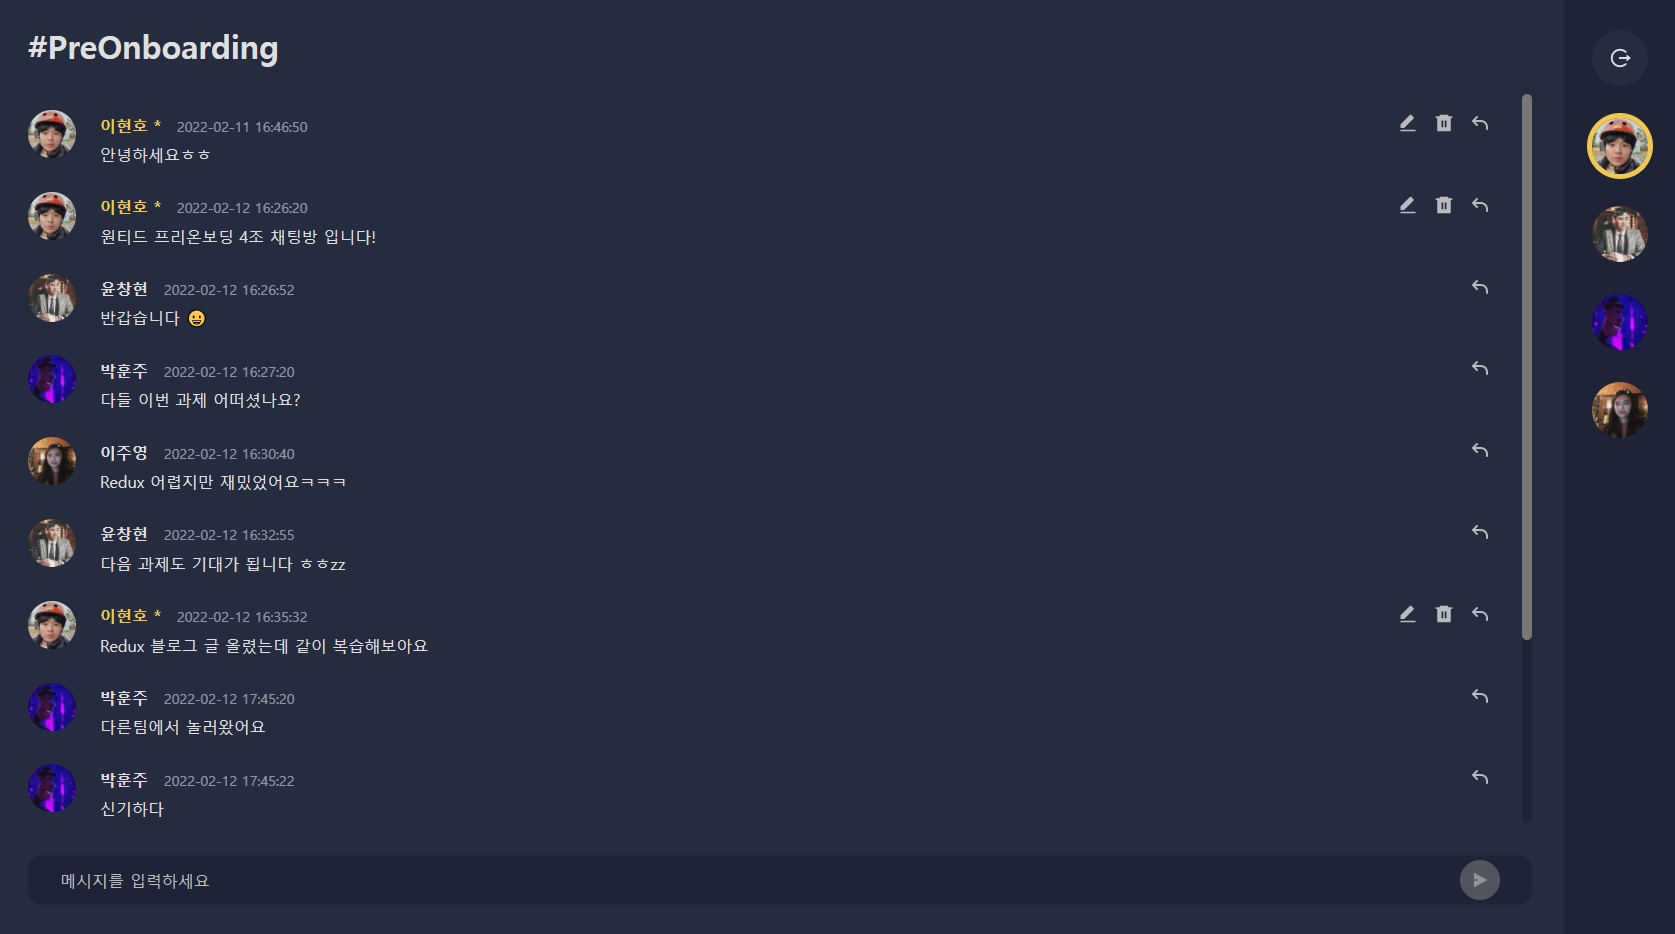 #PreOnboarding
이현호 * 2022-02-11 16:46:50
안녕하세요ㅎㅎ
이현호 * 2022-02-12 16:26:20
원티드 프리온보딩 4조 채팅방 입니다!
윤창현 2022-02-12 16:26:52
반갑습니다 😀
박훈주 2022-02-12 16:27:20
다들 이번 과제 어떠셨나요?
이주영 2022-02-12 16:30:40
Redux 어렵지만 재밌었어요ㅋㅋㅋ
윤창현 2022-02-12 16:32:55
다음 과제도 기대가 됩니다 ㅎㅎzz
이현호 * 2022-02-12 16:35:32
Redux 블로그 글 올렸는데 같이 복습해보아요
박훈주 2022-02-12 17:45:20
다른팀에서 놀러왔어요
박훈주 2022-02-12 17:45:22
신기하다
메시지를 입력하세요